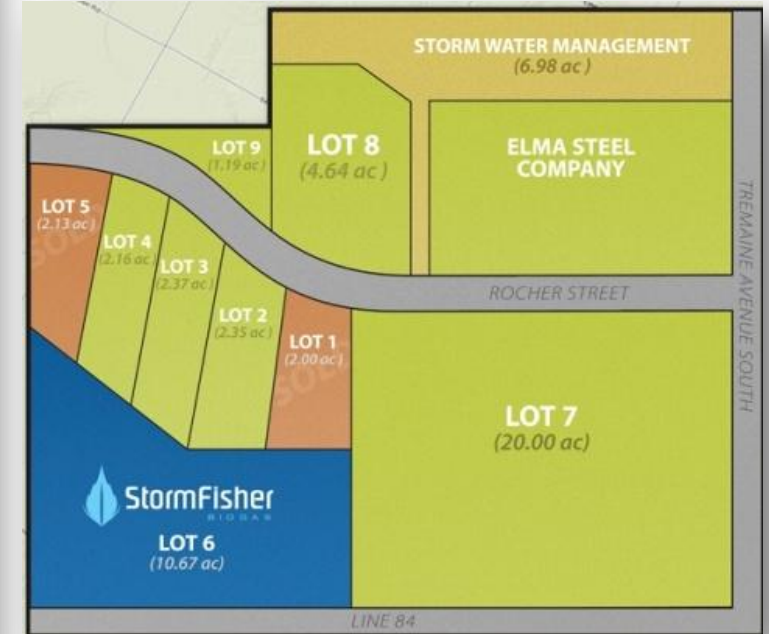 STORM WATER MANAGEMENT
(6.98 ac )
LOT 9
(1.19 ac )
LOT 8
(4.64 ac )
ELMA STEEL
COMPANY
LOT 5
(2.13 ac)
SOLD
LOT 4
(2.16 ac)
LOT 3
(2.37 ac )
LOT 2
(2.35 ac )
LOT 1
(2.00 ac)
SOLD
ROCHER STREET
TREMAINE AVENUE SOUTH
LOT 7
(20.00 ac)
StormFisher
BIOGAS
LOT 6
(10.67 ac)
LINE 84